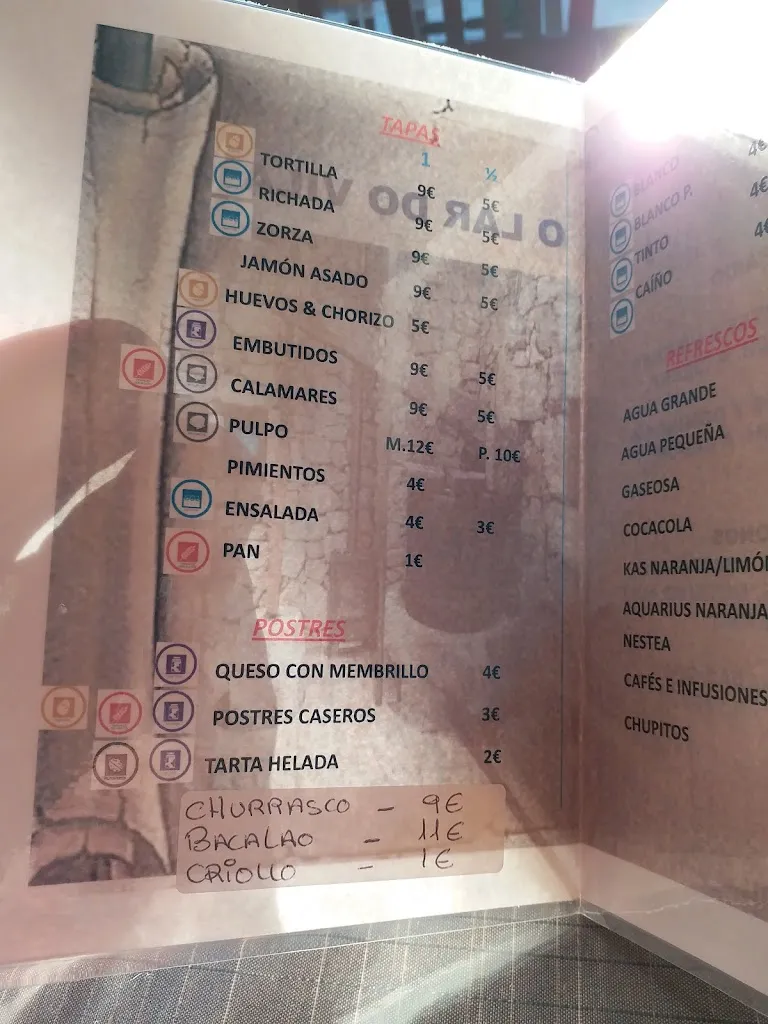 TAPAS
1 ½
TORTILLA 9€ 5€
RICHADA 9€ 5€
ZORZA 9€ 5€
JAMÓN ASADO 9€ 5€
HUEVOS & CHORIZO 5€
EMBUTIDOS 9€ 5€
CALAMARES 9€ 5€
PULPO M.12€ P. 10€
PIMIENTOS 4€
ENSALADA 4€ 3€
PAN 1€
POSTRES
QUESO CON MEMBRILLO 4€
POSTRES CASEROS 3€
TARTA HELADA 2€
CHURRASCO - 9€
BACALAO - 11€
CRIOLLO - 1€
O LAR DO
BLANCO 4€
BLANCO P. 4€
TINTO 4€
CAÍÑO
REFRESCOS
AGUA GRANDE
AGUA PEQUEÑA
GASEOSA
COCACOLA
KAS NARANJA/LIMÓ
AQUARIUS NARANJA
NESTEA
CAFÉS E INFUSIONES
CHUPITOS